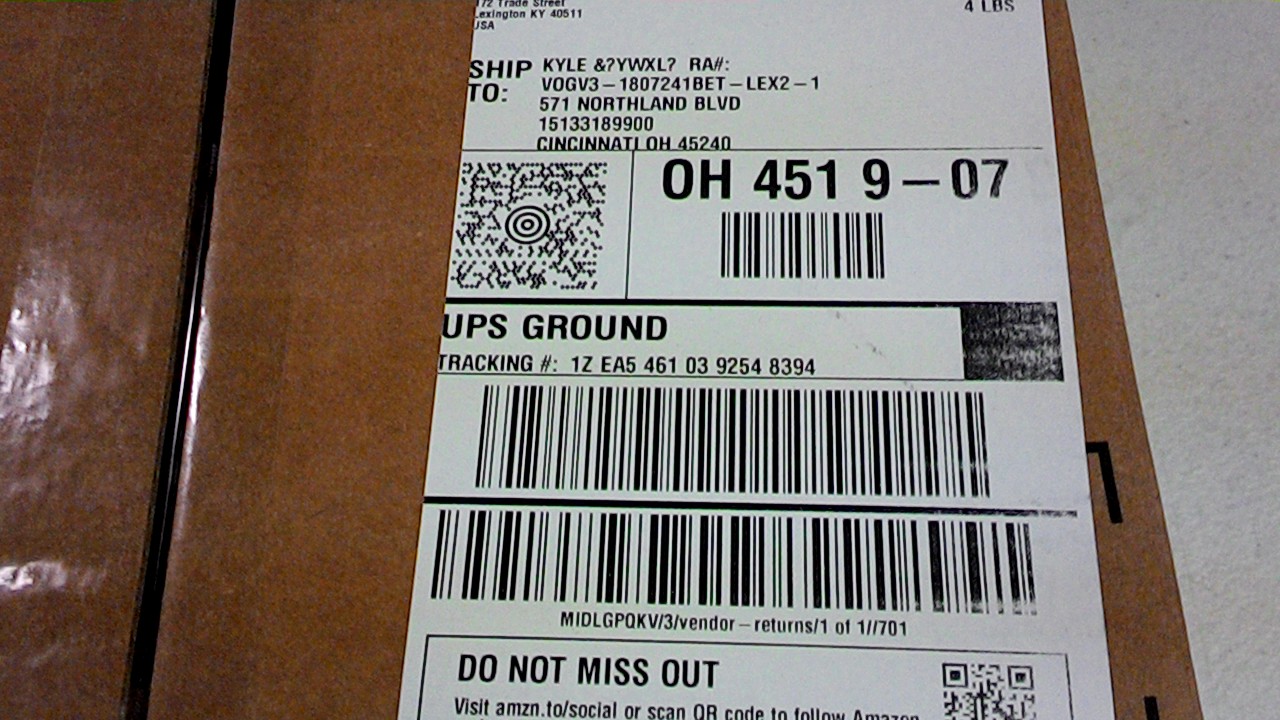 172 Trade Street
Lexington KY 40511
USA
4 LBS
SHIP TO:
KYLE &?YWXL? RA#:
VOGV3-1807241BET-LEX2-1
571 NORTHLAND BLVD
15133189900
CINCINNATI OH 45240
OH 451 9-07
UPS GROUND
TRACKING #: 1Z EA5 461 03 9254 8394
MIDLGPQKV/3/vendor-returns/1 of 1//701
DO NOT MISS OUT
Visit amzn.to/social or scan QR code to follow Amazon